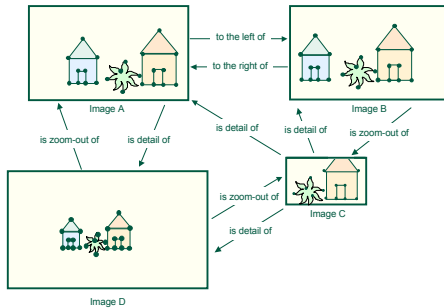 to the left of
to the right of
Image A
Image B
is detail of
is detail of
is zoom-out of
is detail of
is zoom-out of
is zoom-out of
Image C
is detail of
Image D